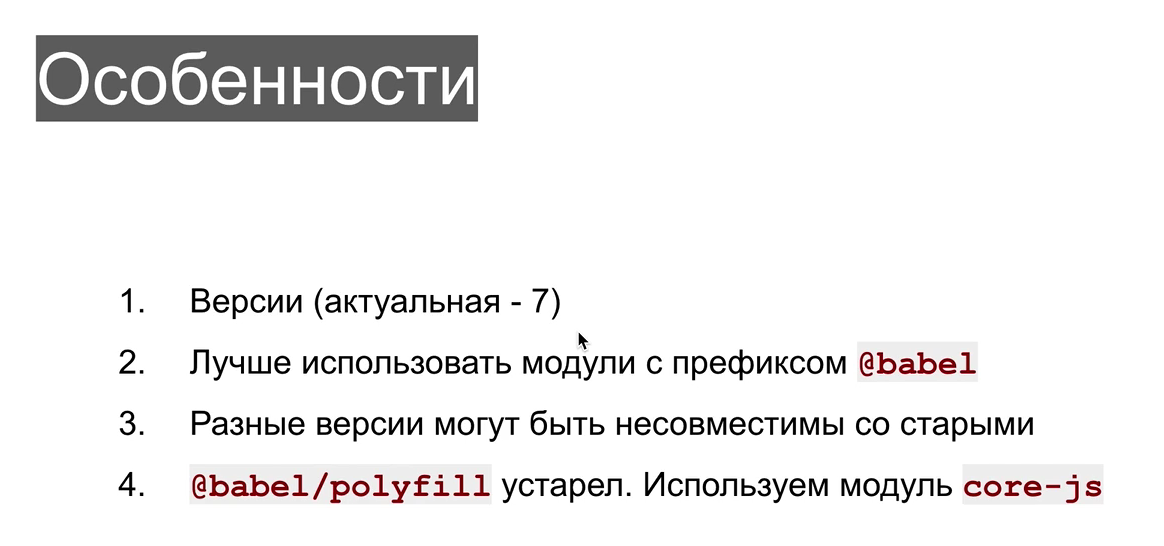 Особенности
1. Версии (актуальная - 7)
2. Лучше использовать модули с префиксом @babel
3. Разные версии могут быть несовместимы со старыми
4. @babel/polyfill устарел. Используем модуль core-js